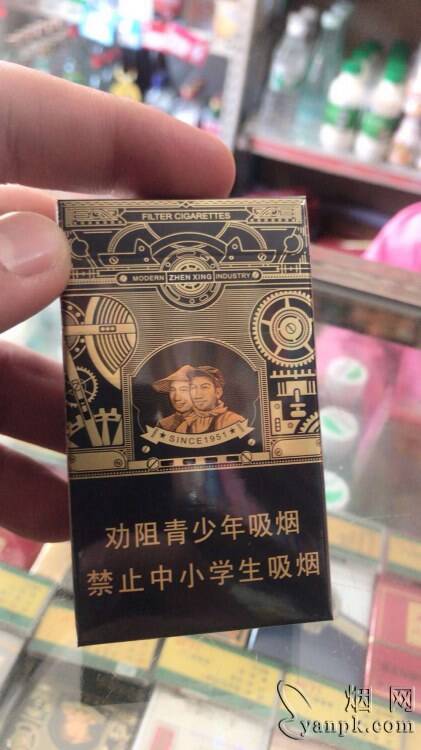 FILTER CIGARETTES
MODERN ZHEN XING INDUSTRY
SINCE1951
劝阻青少年吸烟
禁止中小学生吸烟
烟网
yanpk.com